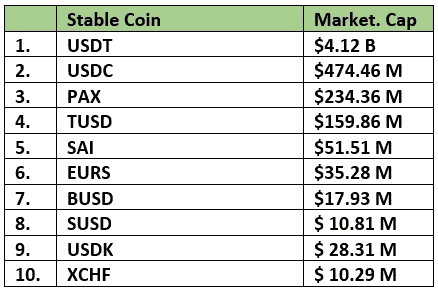 Stable Coin Market. Cap
1. USDT $4.12 B
2. USDC $474.46 M
3. PAX $234.36 M
4. TUSD $159.86 M
5. SAI $51.51 M
6. EURS $35.28 M
7. BUSD $17.93 M
8. SUSD $ 10.81 M
9. USDK $ 28.31 M
10. XCHF $ 10.29 M